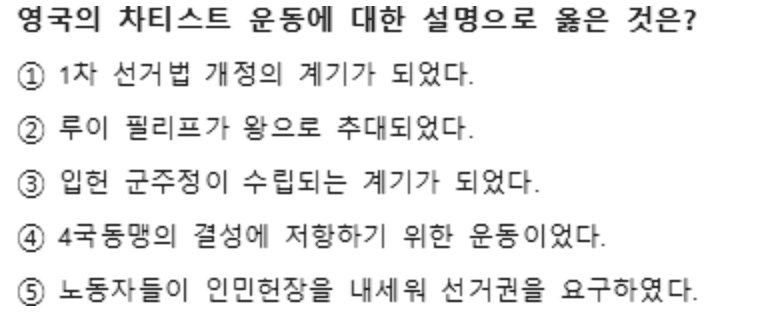 영국의 차티스트 운동에 대한 설명으로 옳은 것은?
① 1차 선거법 개정의 계기가 되었다.
② 루이 필리프가 왕으로 추대되었다.
③ 입헌 군주정이 수립되는 계기가 되었다.
④ 4국동맹의 결성에 저항하기 위한 운동이었다.
⑤ 노동자들이 인민헌장을 내세워 선거권을 요구하였다.